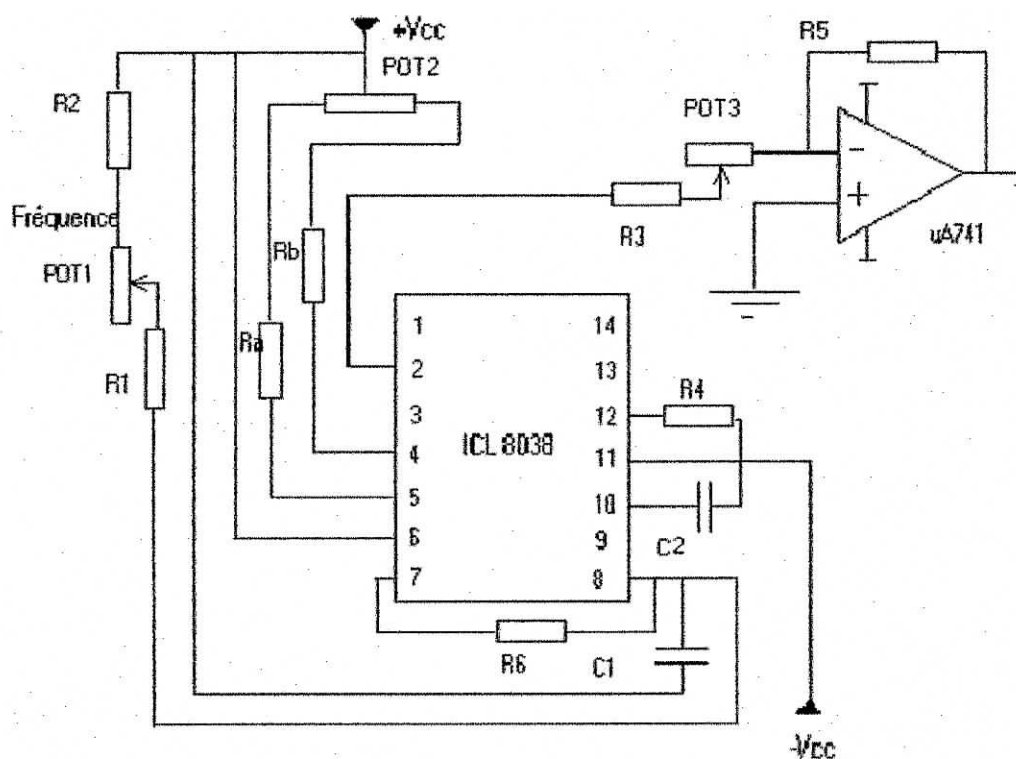 +Vcc
R5
R2
POT2
POT3
Fréquence
R3
uA741
POT1
Rb
Ra
R1
1 14
2 13
3 12
R4
ICL 8038
4 11
5 10
6 9
C2
7 8
R6
C1
-Vcc